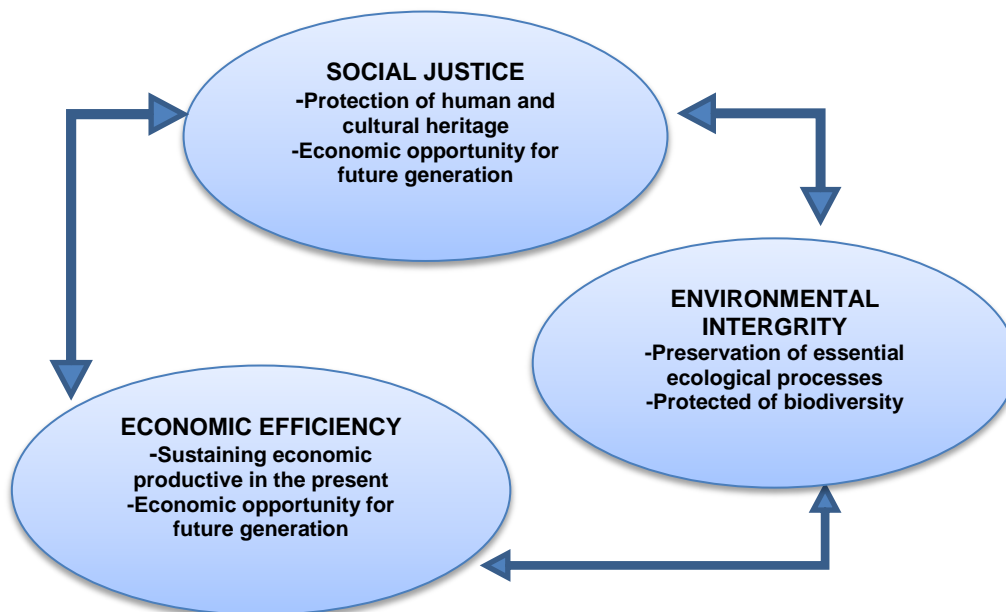 SOCIAL JUSTICE
-Protection of human and
cultural heritage
-Economic opportunity for
future generation
ENVIRONMENTAL
INTERGRITY
-Preservation of essential
ecological processes
-Protected of biodiversity
ECONOMIC EFFICIENCY
-Sustaining economic
productive in the present
-Economic opportunity for
future generation